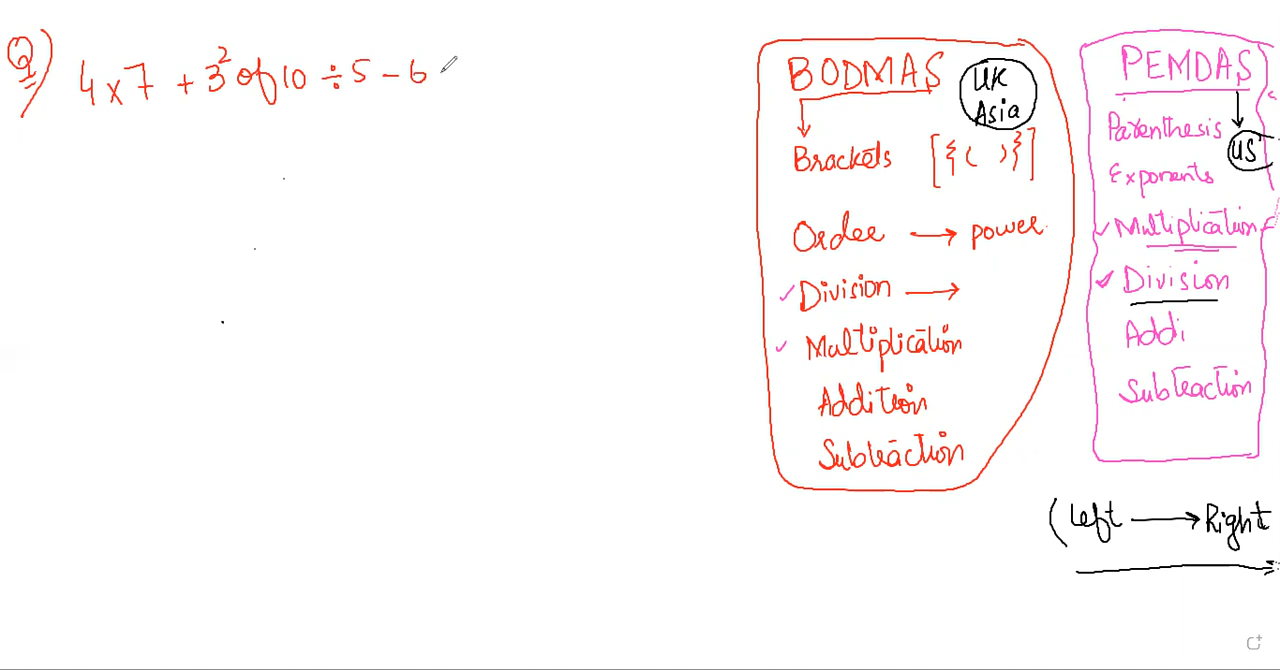 Q) 4 x 7 + 3² of 10 ÷ 5 - 6
BODMAS
UK
Asia
Brackets [{( )}]
Order → power
Division →
Multiplication
Addition
Subtraction
PEMDAS
US
Parenthesis
Exponents
Multiplication
Division
Addi
Subtraction
(Left → Right